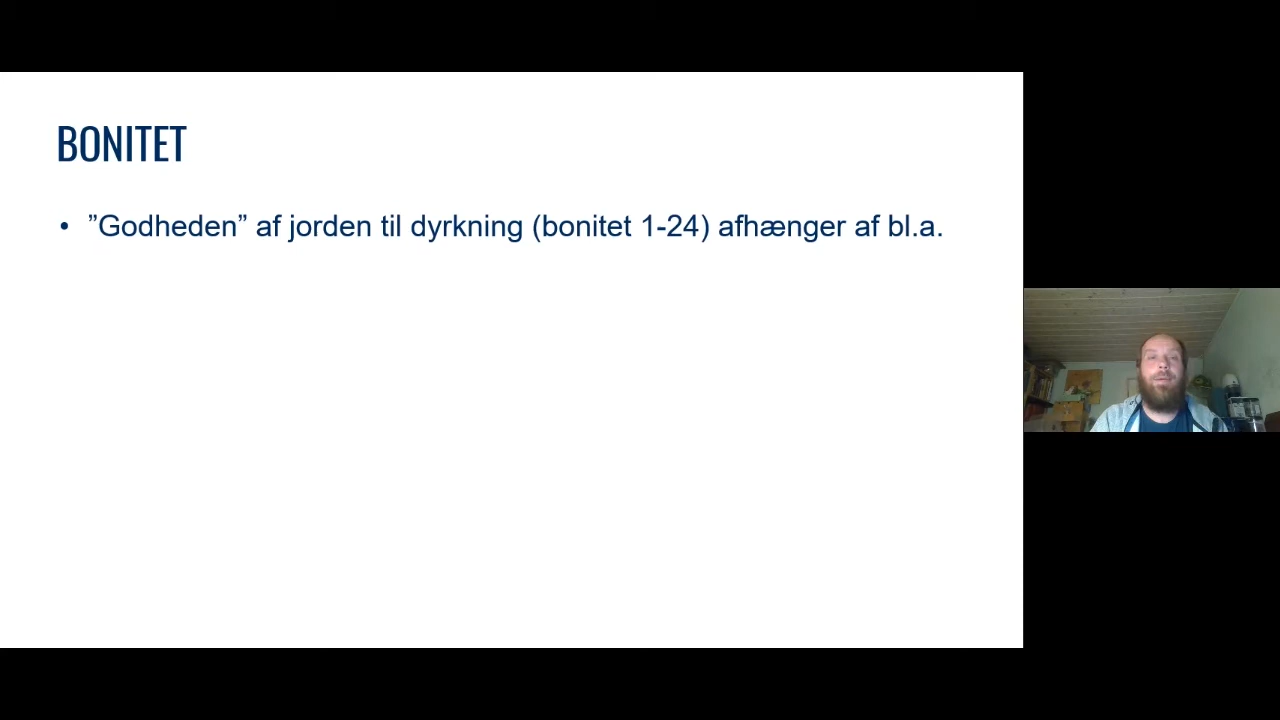 BONITET
• ”Godheden” af jorden til dyrkning (bonitet 1-24) afhænger af bl.a.